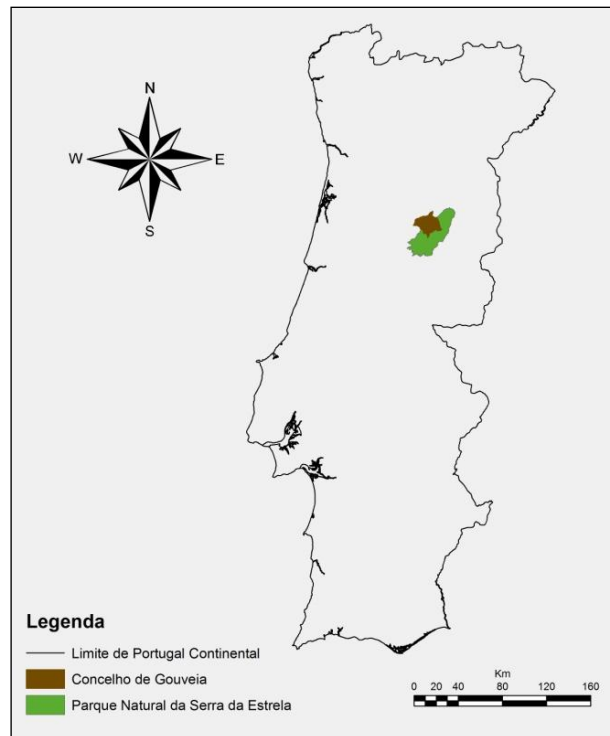 N
W E
S
Legenda
Limite de Portugal Continental
Concelho de Gouveia
Parque Natural da Serra da Estrela
Km
0 20 40 80 120 160